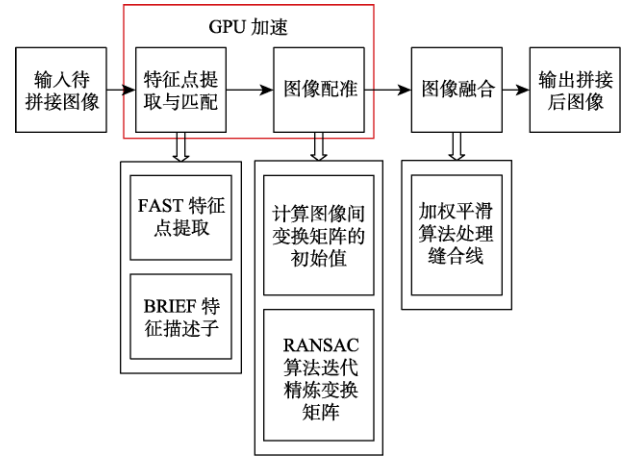 GPU 加速
输入待
拼接图像
特征点提
取与匹配
图像配准
图像融合
输出拼接
后图像
FAST 特征
点提取
BRIEF 特
征描述子
计算图像间
变换矩阵的
初始值
RANSAC
算法迭代
精炼变换
矩阵
加权平滑
算法处理
缝合线